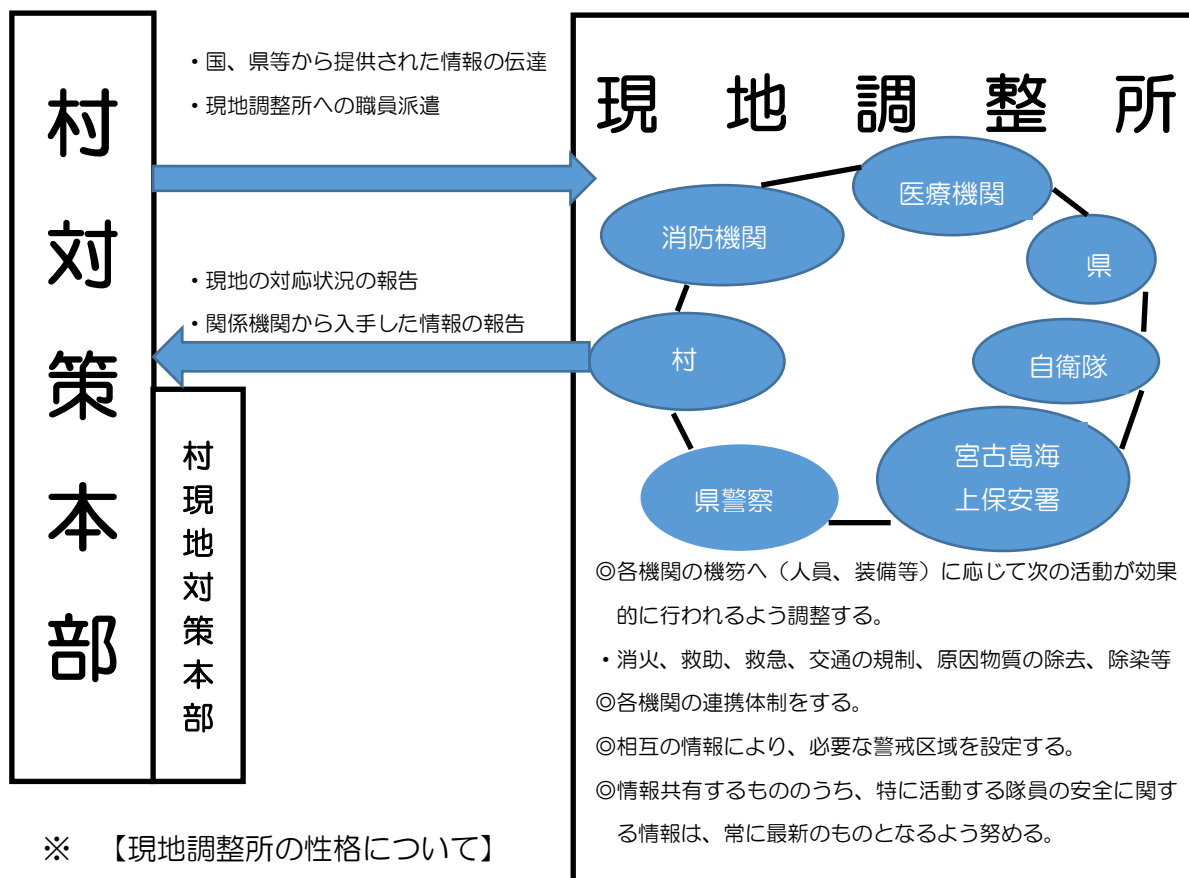 村対策本部
村現地対策本部
・国、県等から提供された情報の伝達
・現地調整所への職員派遣
・現地の対応状況の報告
・関係機関から入手した情報の報告
現地調整所
医療機関
消防機関
県
村
自衛隊
県警察
宮古島海
上保安署
◎各機関の機笏へ（人員、装備等）に応じて次の活動が効果
的に行われるよう調整する。
・消火、救助、救急、交通の規制、原因物質の除去、除染等
◎各機関の連携体制をする。
◎相互の情報により、必要な警戒区域を設定する。
◎情報共有するもののうち、特に活動する隊員の安全に関す
る情報は、常に最新のものとなるよう努める。
※　【現地調整所の性格について】